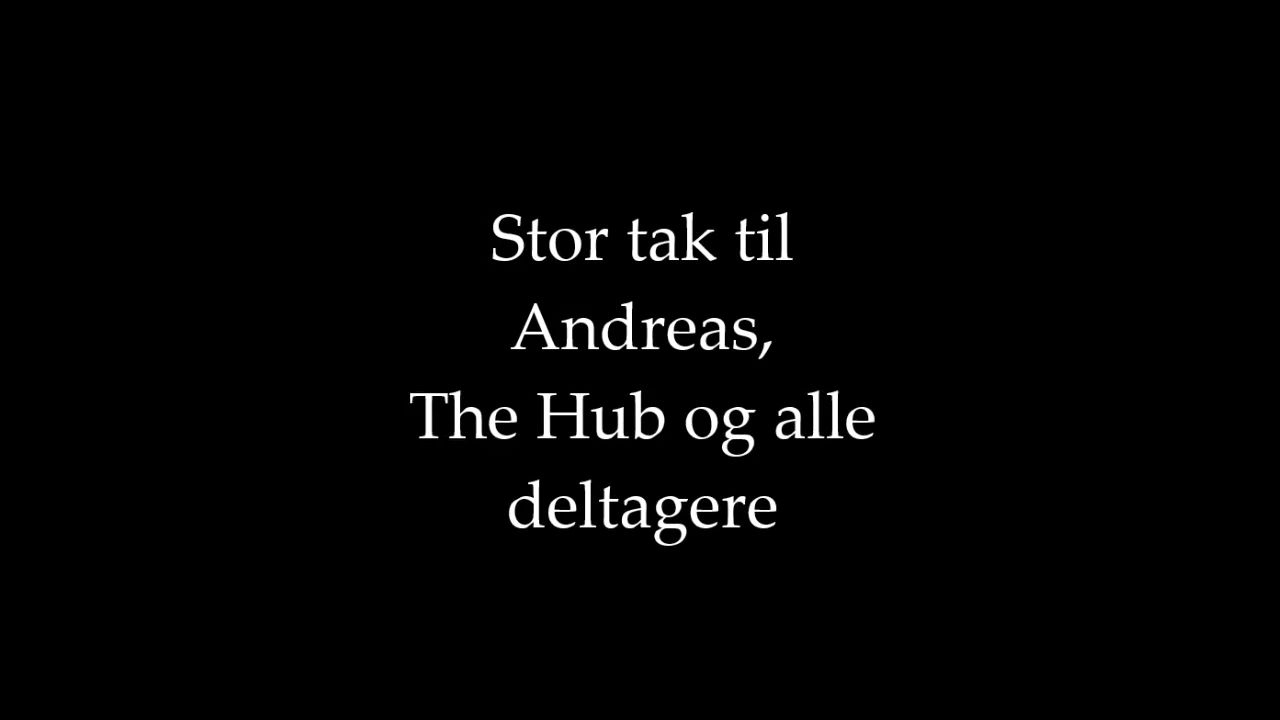 Stor tak til
Andreas,
The Hub og alle
deltagere